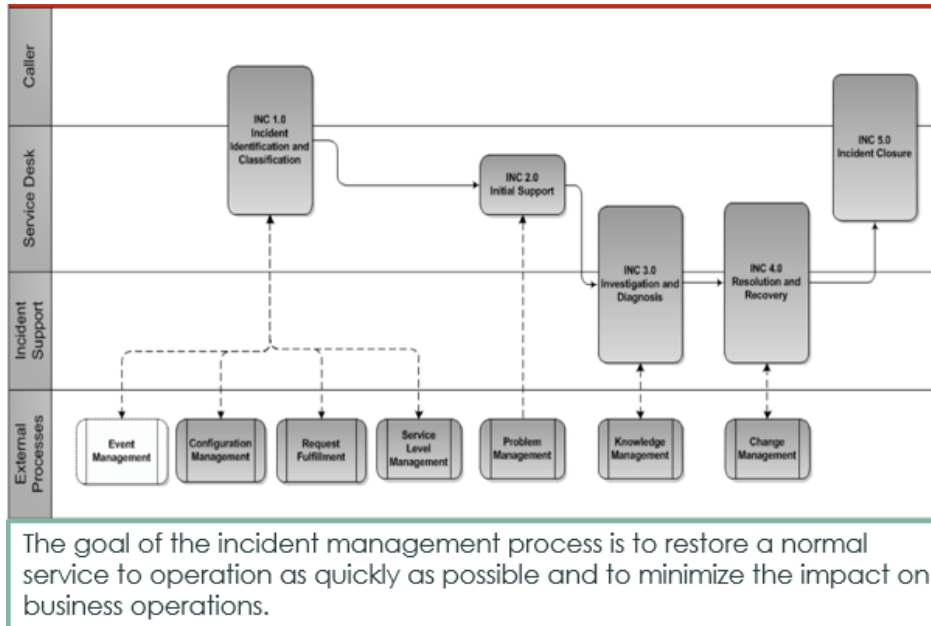 Caller
INC 1.0
Incident
Identification and
Classification
INC 5.0
Incident Closure
Service Desk
INC 2.0
Initial Support
INC 3.0
Investigation and
Diagnosis
INC 4.0
Resolution and
Recovery
Incident
Support
External
Processes
Event
Management
Configuration
Management
Request
Fulfillment
Service
Level
Management
Problem
Management
Knowledge
Management
Change
Management
The goal of the incident management process is to restore a normal
service to operation as quickly as possible and to minimize the impact on
business operations.